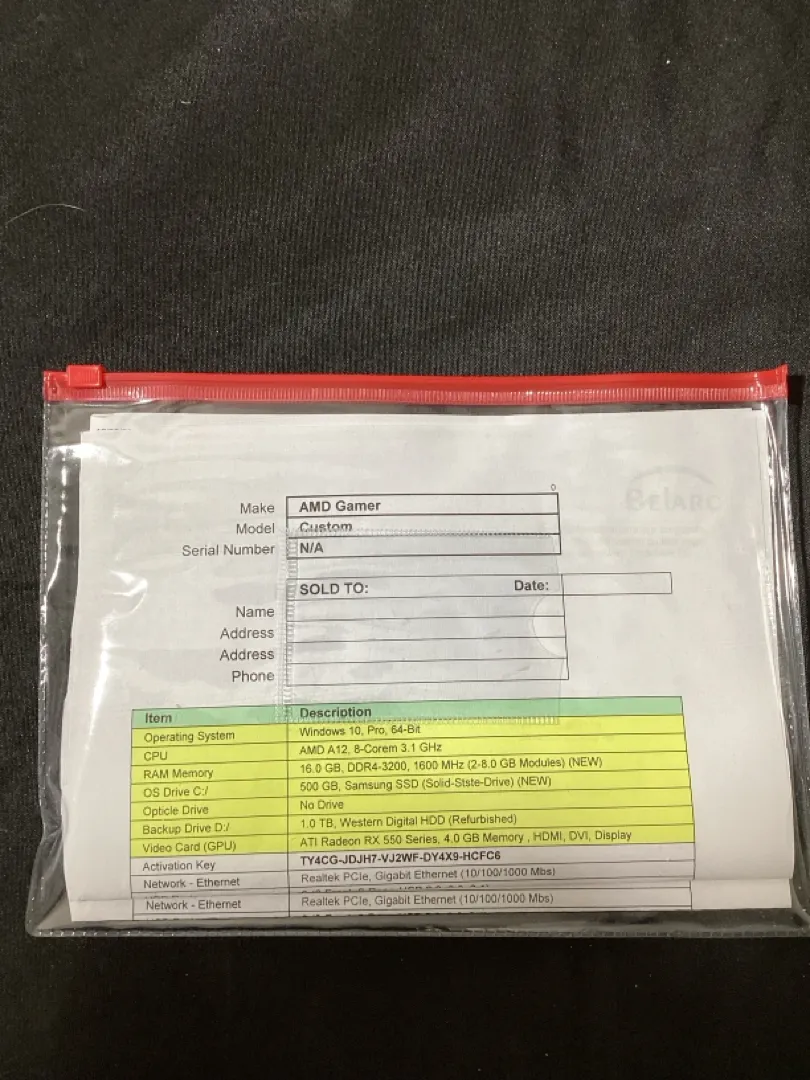 BELARC
Make AMD Gamer
Model Custom
Serial Number N/A
SOLD TO: Date:
Name
Address
Address
Phone
Item Description
Operating System Windows 10, Pro, 64-Bit
CPU AMD A12, 8-Corem 3.1 GHz
RAM Memory 16.0 GB, DDR4-3200, 1600 MHz (2-8.0 GB Modules) (NEW)
OS Drive C:/ 500 GB, Samsung SSD (Solid-Stste-Drive) (NEW)
Opticle Drive No Drive
Backup Drive D:/ 1.0 TB, Western Digital HDD (Refurbished)
Video Card (GPU) ATI Radeon RX 550 Series, 4.0 GB Memory , HDMI, DVI, Display
Activation Key TY4CG-JDJH7-VJ2WF-DY4X9-HCFC6
Network - Ethernet Realtek PCIe, Gigabit Ethernet (10/100/1000 Mbs)
Network - Ethernet Realtek PCIe, Gigabit Ethernet (10/100/1000 Mbs)